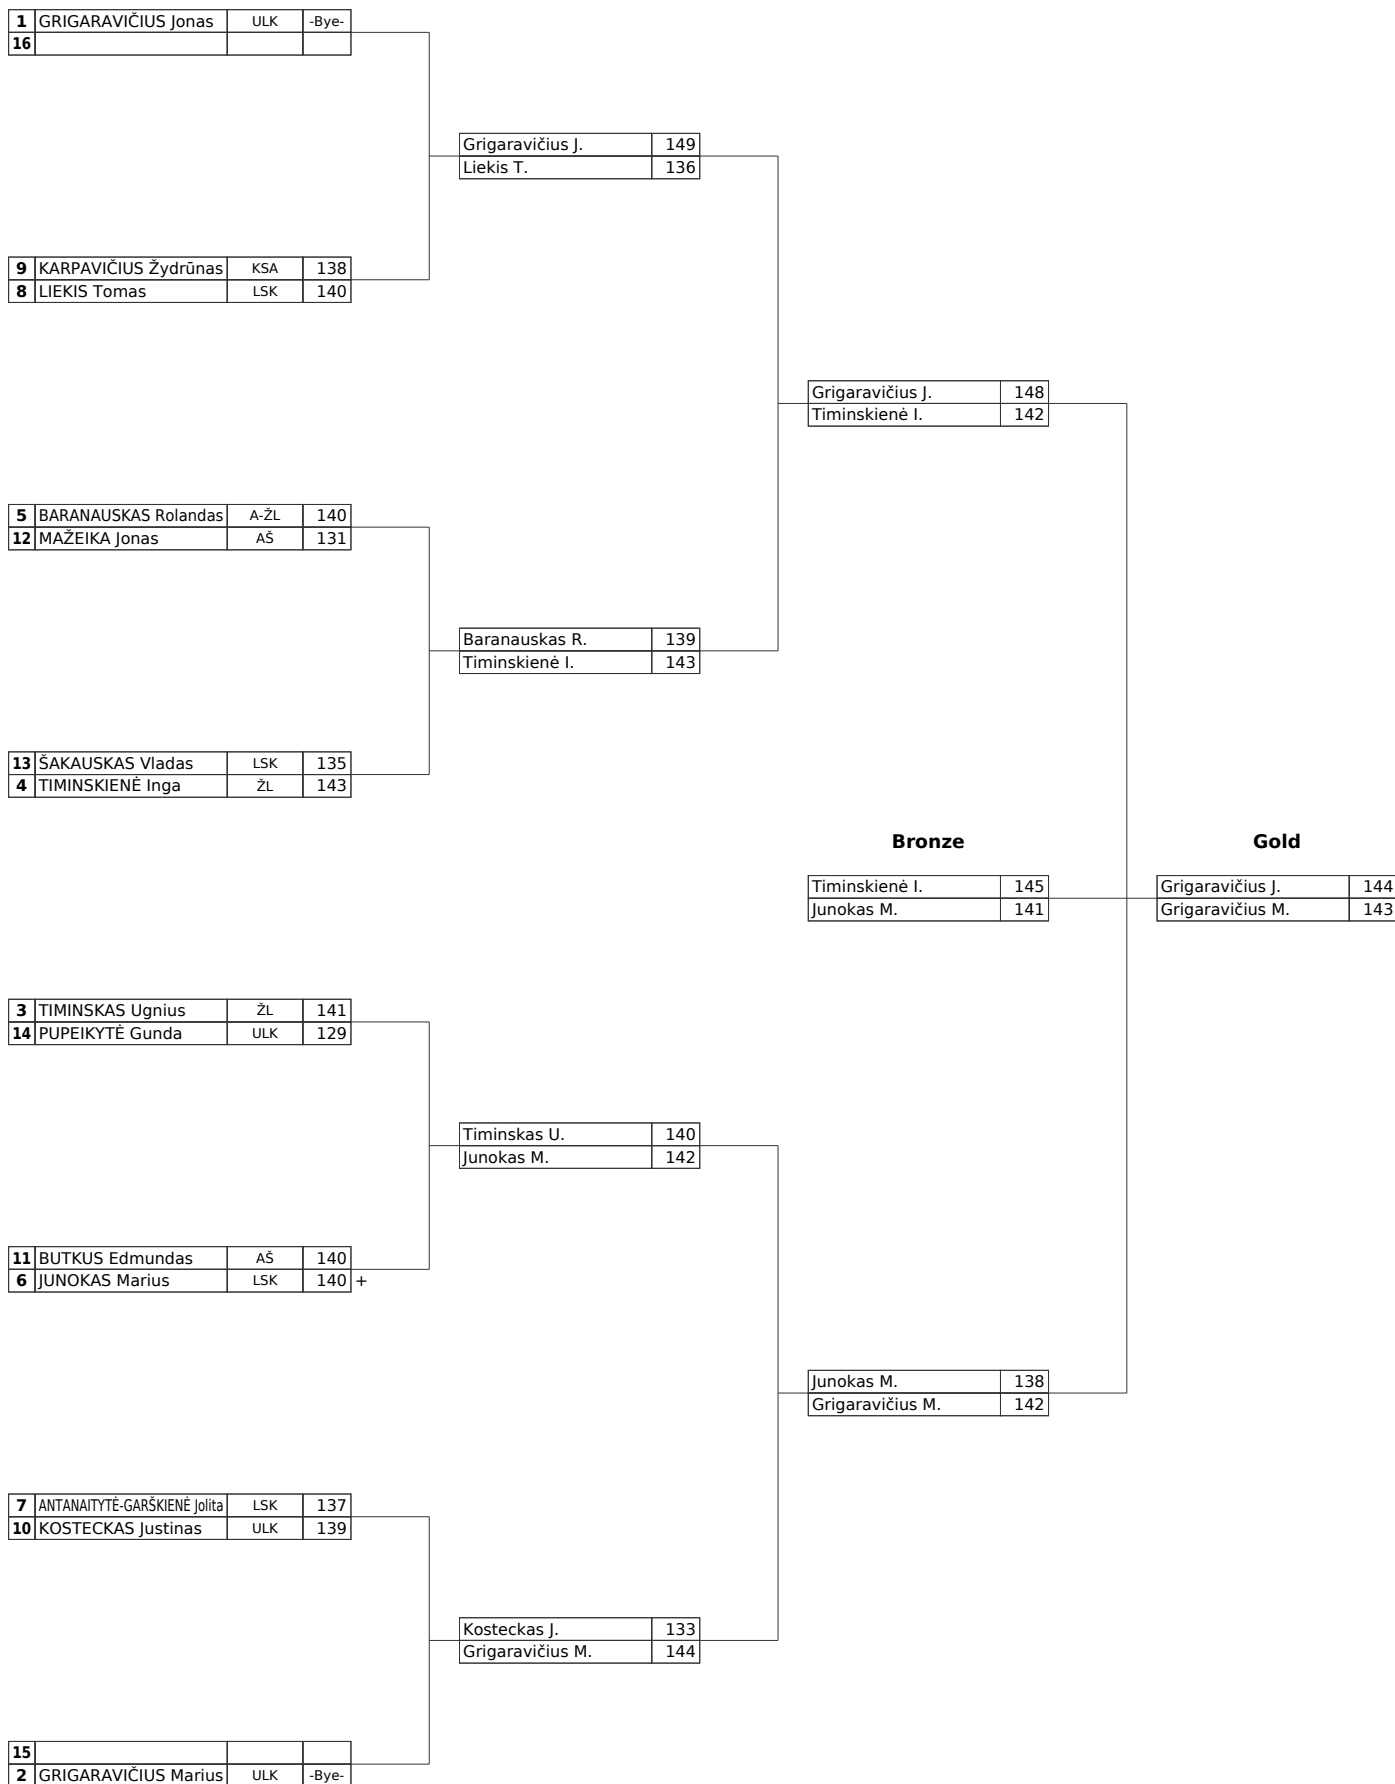 1 GRIGARAVIČIUS Jonas ULK -Bye-
16
Grigaravičius J. 149
Liekis T. 136
9 KARPAVIČIUS Žydrūnas KSA 138
8 LIEKIS Tomas LSK 140
Grigaravičius J. 148
Timinskienė I. 142
5 BARANAUSKAS Rolandas A-ŽL 140
12 MAŽEIKA Jonas AŠ 131
Baranauskas R. 139
Timinskienė I. 143
13 ŠAKAUSKAS Vladas LSK 135
4 TIMINSKIENĖ Inga ŽL 143
Bronze Gold
Timinskienė I. 145 Grigaravičius J. 144
Junokas M. 141 Grigaravičius M. 143
3 TIMINSKAS Ugnius ŽL 141
14 PUPEIKYTĖ Gunda ULK 129
Timinskas U. 140
Junokas M. 142
11 BUTKUS Edmundas AŠ 140
6 JUNOKAS Marius LSK 140 +
Junokas M. 138
Grigaravičius M. 142
7 ANTANAITYTĖ-GARŠKIENĖ Jolita LSK 137
10 KOSTECKAS Justinas ULK 139
Kosteckas J. 133
Grigaravičius M. 144
15
2 GRIGARAVIČIUS Marius ULK -Bye-